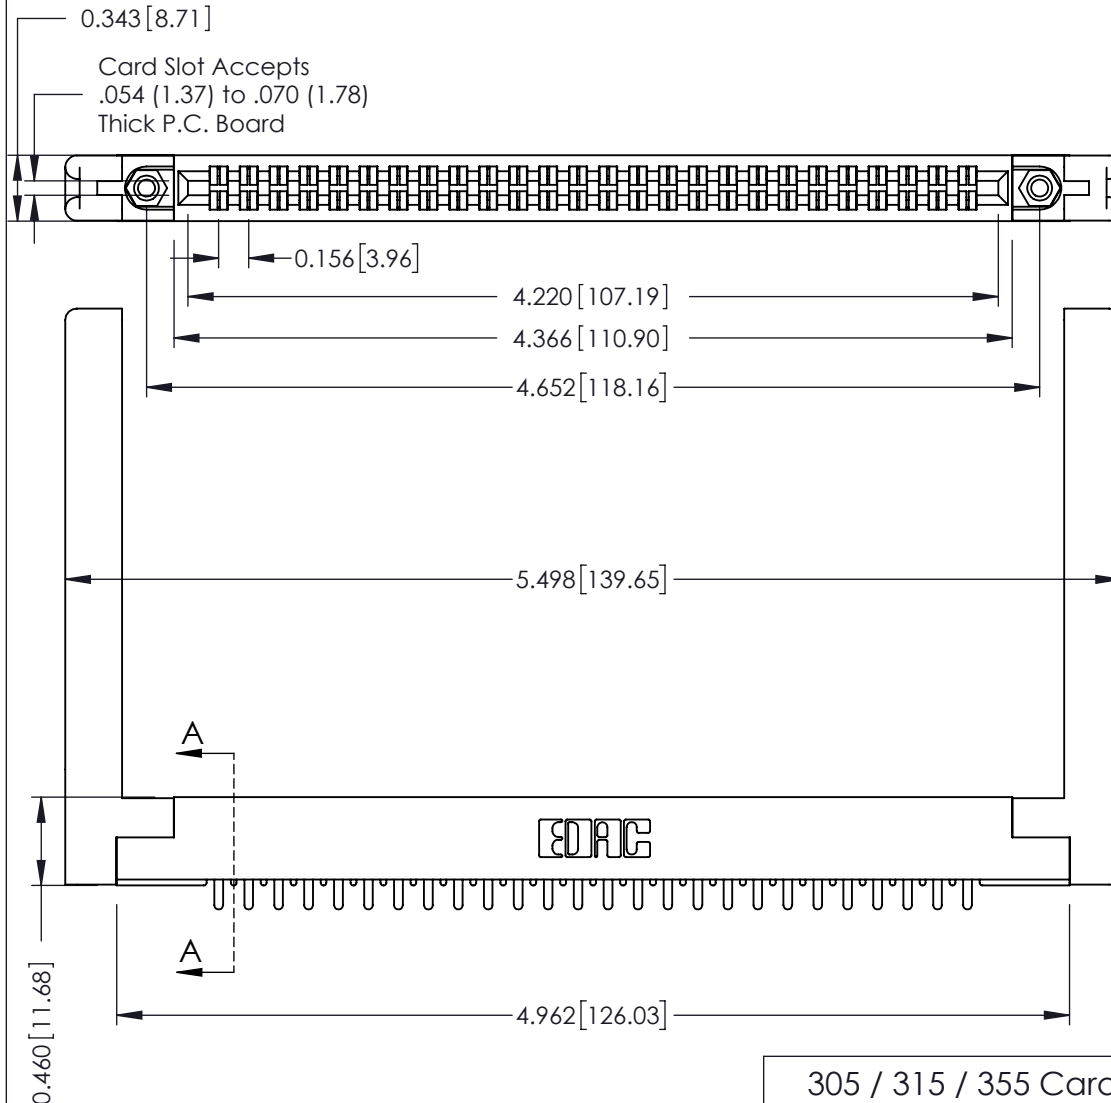 0.343[8.71]
Card Slot Accepts
.054 (1.37) to .070 (1.78)
Thick P.C. Board
0.156[3.96]
4.220[107.19]
4.366[110.90]
4.652[118.16]
5.498[139.65]
A
EDAC
A
0.460[11.68]
4.962[126.03]
305 / 315 / 355